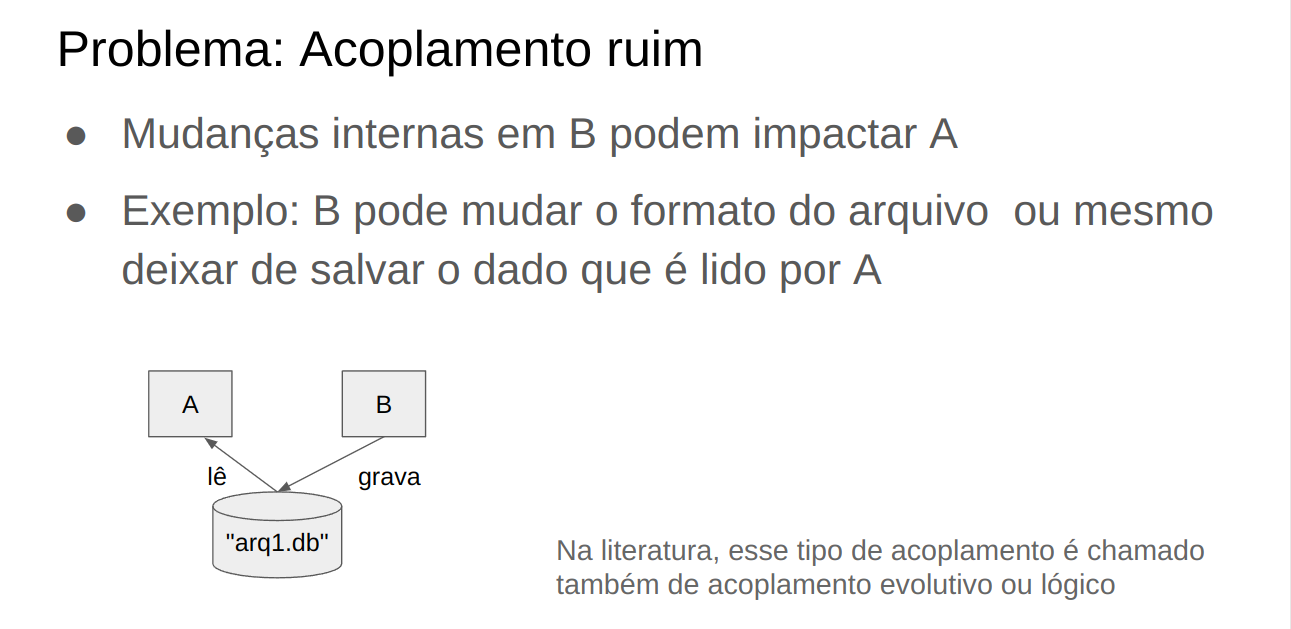 Problema: Acoplamento ruim
● Mudanças internas em B podem impactar A
● Exemplo: B pode mudar o formato do arquivo  ou mesmo
deixar de salvar o dado que é lido por A
A
B
lê
grava
"arq1.db"
Na literatura, esse tipo de acoplamento é chamado
também de acoplamento evolutivo ou lógico